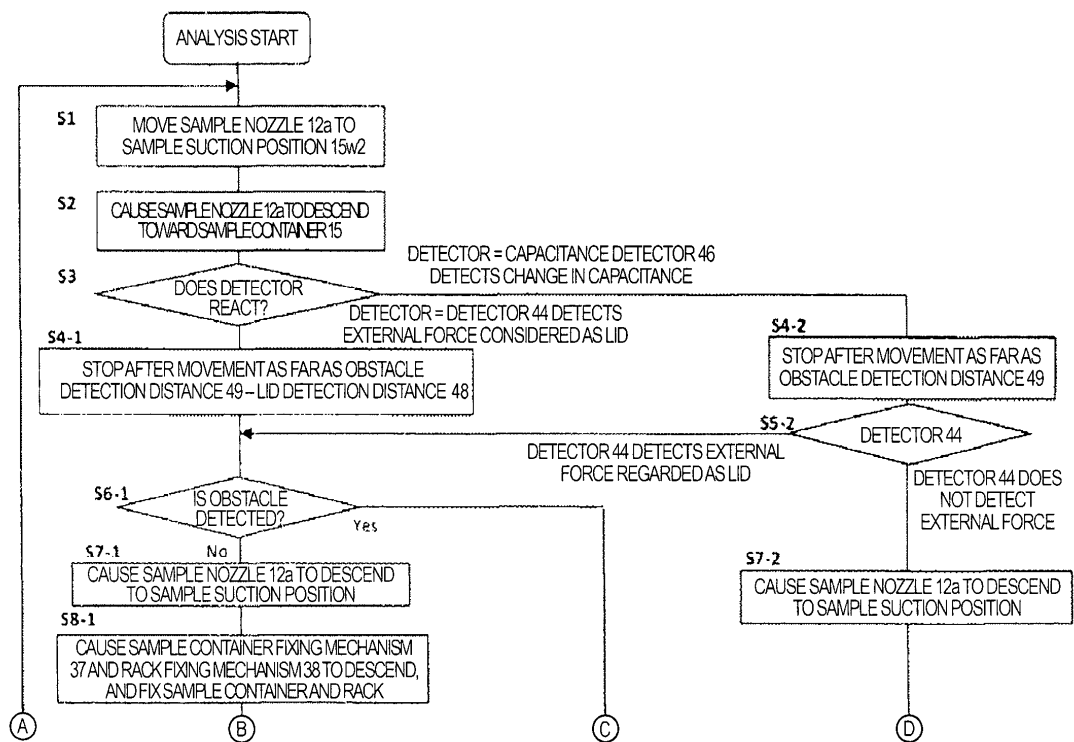 ANALYSIS START
S1
MOVE SAMPLE NOZZLE 12a TO
SAMPLE SUCTION POSITION 15w2
S2
CAUSE SAMPLE NOZZLE 12a TO DESCEND
TOWARD SAMPLE CONTAINER 15
S3
DOES DETECTOR
REACT?
DETECTOR = CAPACITANCE DETECTOR 46
DETECTS CHANGE IN CAPACITANCE
DETECTOR = DETECTOR 44 DETECTS
EXTERNAL FORCE CONSIDERED AS LID
S4-1
STOP AFTER MOVEMENT AS FAR AS OBSTACLE
DETECTION DISTANCE 49 – LID DETECTION DISTANCE 48
S4-2
STOP AFTER MOVEMENT AS FAR AS
OBSTACLE DETECTION DISTANCE 49
S5-2
DETECTOR 44
DETECTOR 44 DETECTS EXTERNAL
FORCE REGARDED AS LID
DETECTOR 44 DOES
NOT DETECT
EXTERNAL FORCE
S6-1
IS OBSTACLE
DETECTED?
Yes
No
S7-1
CAUSE SAMPLE NOZZLE 12a TO DESCEND
TO SAMPLE SUCTION POSITION
S7-2
CAUSE SAMPLE NOZZLE 12a TO DESCEND
TO SAMPLE SUCTION POSITION
S8-1
CAUSE SAMPLE CONTAINER FIXING MECHANISM
37 AND RACK FIXING MECHANISM 38 TO DESCEND,
AND FIX SAMPLE CONTAINER AND RACK
A
B
C
D